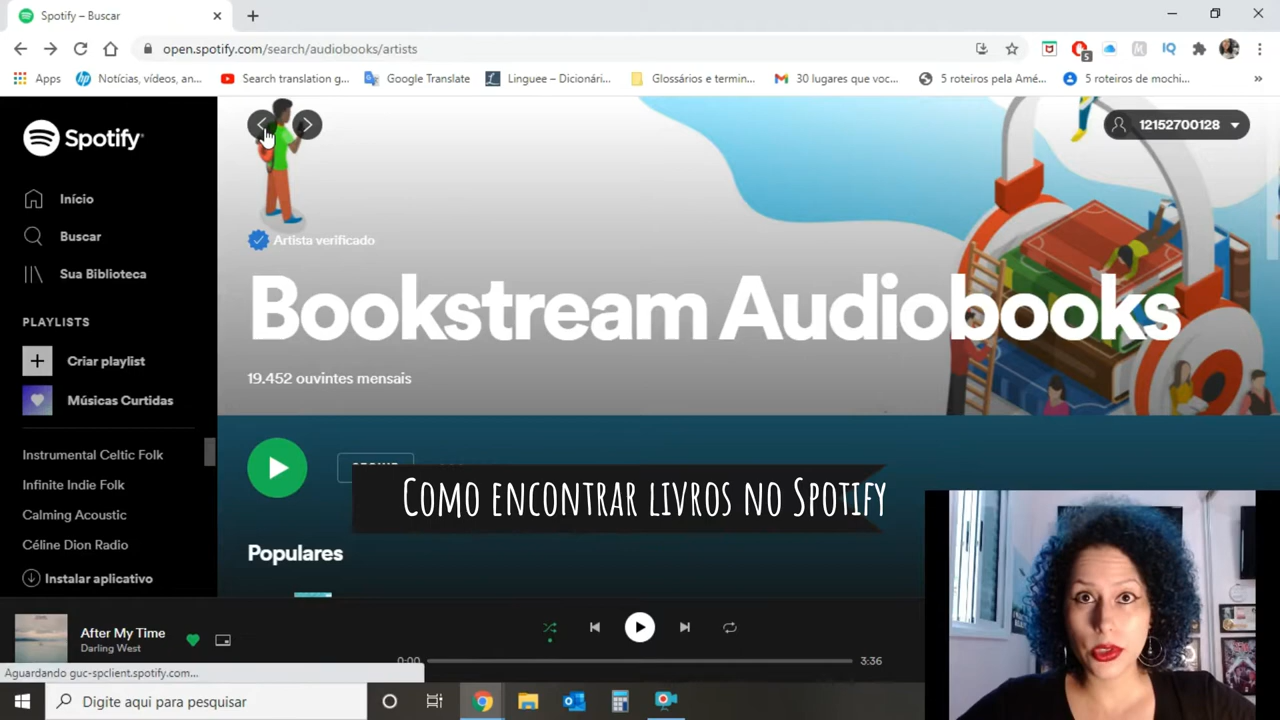 Spotify – Buscar
open.spotify.com/search/audiobooks/artists
5
M
IQ
Apps
Notícias, vídeos, an...
Search translation g...
Google Translate
Linguee – Dicionári...
Glossários e termin...
30 lugares que voc...
5 roteiros pela Amé...
5 roteiros de mochi...
»
Spotify
12152700128
Início
Buscar
Sua Biblioteca
PLAYLISTS
Criar playlist
Músicas Curtidas
Instrumental Celtic Folk
Infinite Indie Folk
Calming Acoustic
Céline Dion Radio
Instalar aplicativo
Artista verificado
Bookstream Audiobooks
19.452 ouvintes mensais
Como encontrar livros no Spotify
Populares
After My Time
Darling West
0:00
3:36
Aguardando guc-spclient.spotify.com...
Digite aqui para pesquisar